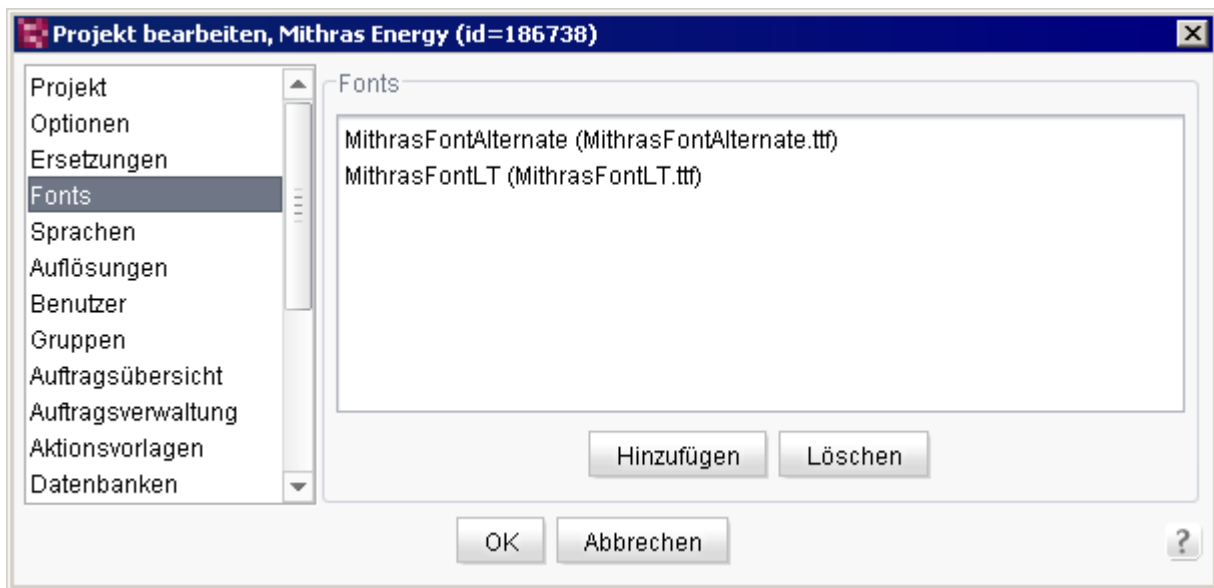 Projekt bearbeiten, Mithras Energy (id=186738)
Projekt
Optionen
Ersetzungen
Fonts
Sprachen
Auflösungen
Benutzer
Gruppen
Auftragsübersicht
Auftragsverwaltung
Aktionsvorlagen
Datenbanken
Fonts
MithrasFontAlternate (MithrasFontAlternate.ttf)
MithrasFontLT (MithrasFontLT.ttf)
Hinzufügen Löschen
OK Abbrechen ?